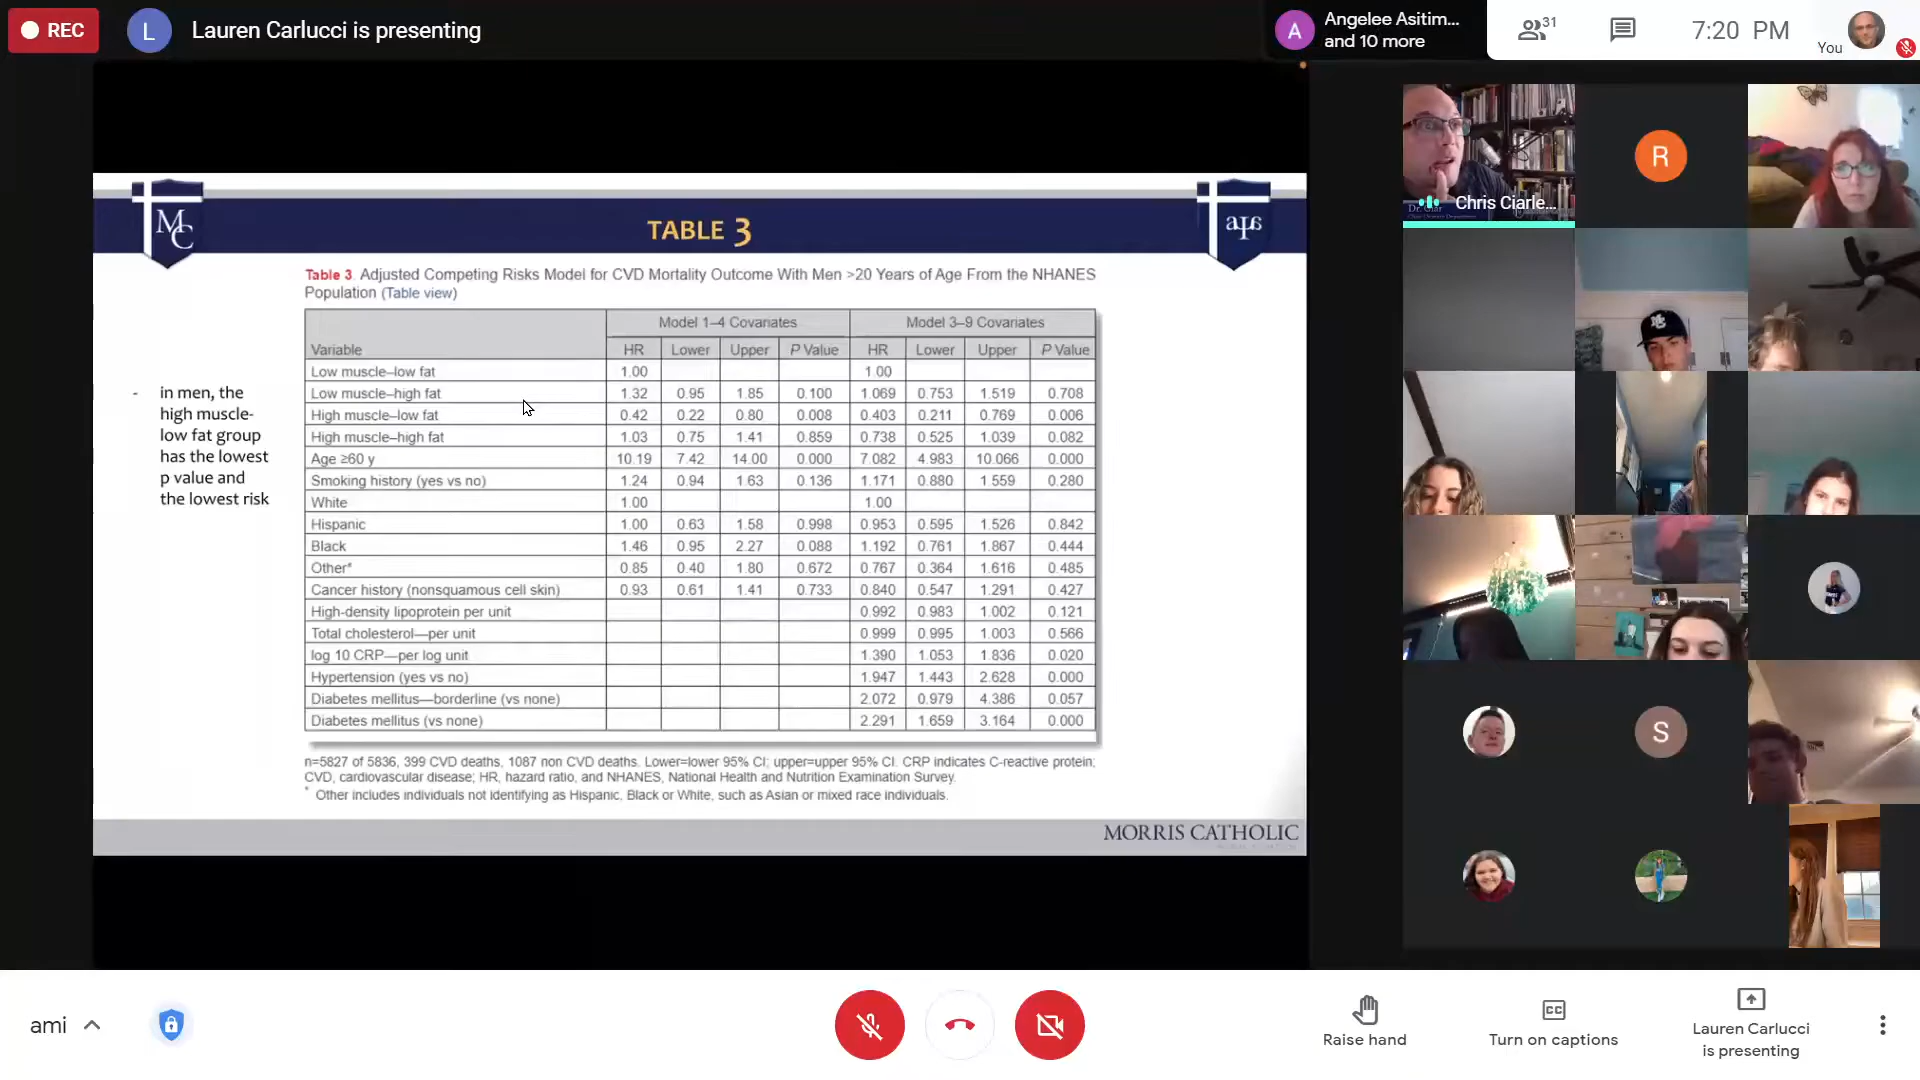 REC
L
Lauren Carlucci is presenting
A
Angelee Asitim...
and 10 more
31
7:20 PM
You
MC
TABLE 3
Table 3. Adjusted Competing Risks Model for CVD Mortality Outcome With Men >20 Years of Age From the NHANES
Population (Table view)
Model 1–4 Covariates Model 3–9 Covariates
Variable HR Lower Upper P Value HR Lower Upper P Value
Low muscle–low fat 1.00 1.00
Low muscle–high fat 1.32 0.95 1.85 0.100 1.069 0.753 1.519 0.708
High muscle–low fat 0.42 0.22 0.80 0.008 0.403 0.211 0.769 0.006
High muscle–high fat 1.03 0.75 1.41 0.859 0.738 0.525 1.039 0.082
Age ≥60 y 10.19 7.42 14.00 0.000 7.082 4.983 10.066 0.000
Smoking history (yes vs no) 1.24 0.94 1.63 0.136 1.171 0.880 1.559 0.280
White 1.00 1.00
Hispanic 1.00 0.63 1.58 0.998 0.953 0.595 1.526 0.842
Black 1.46 0.95 2.27 0.088 1.192 0.761 1.867 0.444
Other* 0.85 0.40 1.80 0.672 0.767 0.364 1.616 0.485
Cancer history (nonsquamous cell skin) 0.93 0.61 1.41 0.733 0.840 0.547 1.291 0.427
High-density lipoprotein per unit 0.992 0.983 1.002 0.121
Total cholesterol—per unit 0.999 0.995 1.003 0.566
log 10 CRP—per log unit 1.390 1.053 1.836 0.020
Hypertension (yes vs no) 1.947 1.443 2.628 0.000
Diabetes mellitus—borderline (vs none) 2.072 0.979 4.386 0.057
Diabetes mellitus (vs none) 2.291 1.659 3.164 0.000
n=5827 of 5836, 399 CVD deaths, 1087 non CVD deaths. Lower=lower 95% CI; upper=upper 95% CI. CRP indicates C-reactive protein;
CVD, cardiovascular disease; HR, hazard ratio, and NHANES, National Health and Nutrition Examination Survey.
* Other includes individuals not identifying as Hispanic, Black or White, such as Asian or mixed race individuals.
- in men, the
high muscle-
low fat group
has the lowest
p value and
the lowest risk
MORRIS CATHOLIC
Dr. Ciar
Chris Ciarle...
R
S
ami
Raise hand
CC
Turn on captions
Lauren Carlucci
is presenting